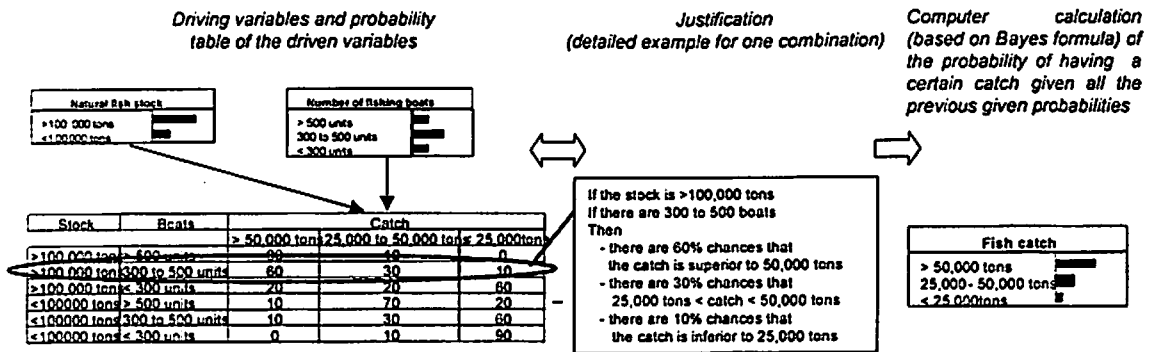 Driving variables and probability
table of the driven variables
Justification
(detailed example for one combination)
Computer calculation
(based on Bayes formula) of
the probability of having a
certain catch given all the
previous given probabilities
Natural fish stock
>100 000 tons
<100000 tons
Number of fishing boats
> 500 units
300 to 500 units
< 300 units
Stock Boats Catch
> 50,000 tons 25,000 to 50,000 tons < 25,000tons
>100 000 tons > 500 units 90 10 0
>100 000 tons 300 to 500 units 60 30 10
>100 000 tons < 300 units 20 20 60
<100000 tons > 500 units 10 70 20
<100000 tons 300 to 500 units 10 30 60
<100000 tons < 300 units 0 10 90
If the stock is >100,000 tons
If there are 300 to 500 boats
Then
- there are 60% chances that
the catch is superior to 50,000 tons
- there are 30% chances that
25,000 tons < catch < 50,000 tons
- there are 10% chances that
the catch is inferior to 25,000 tons
Fish catch
> 50,000 tons
25,000 - 50,000 tons
< 25,000tons